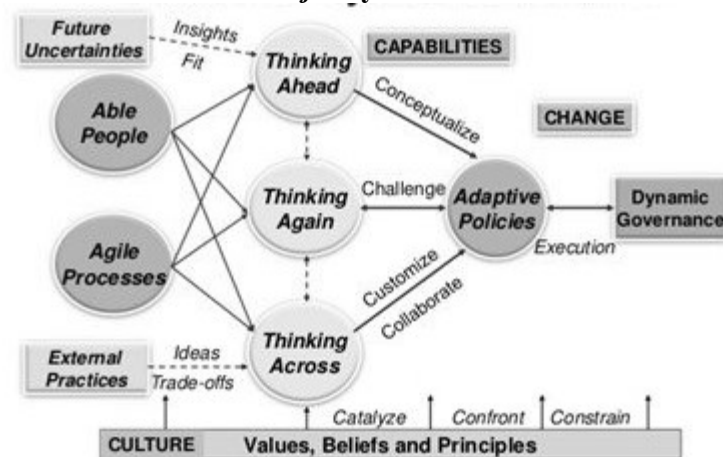 Future
Uncertainties
Insights
Fit
Thinking
Ahead
CAPABILITIES
Conceptualize
CHANGE
Able
People
Thinking
Again
Challenge
Adaptive
Policies
Dynamic
Governance
Execution
Agile
Processes
Customize
Collaborate
Thinking
Across
External
Practices
Ideas
Trade-offs
Catalyze Confront Constrain
CULTURE Values, Beliefs and Principles